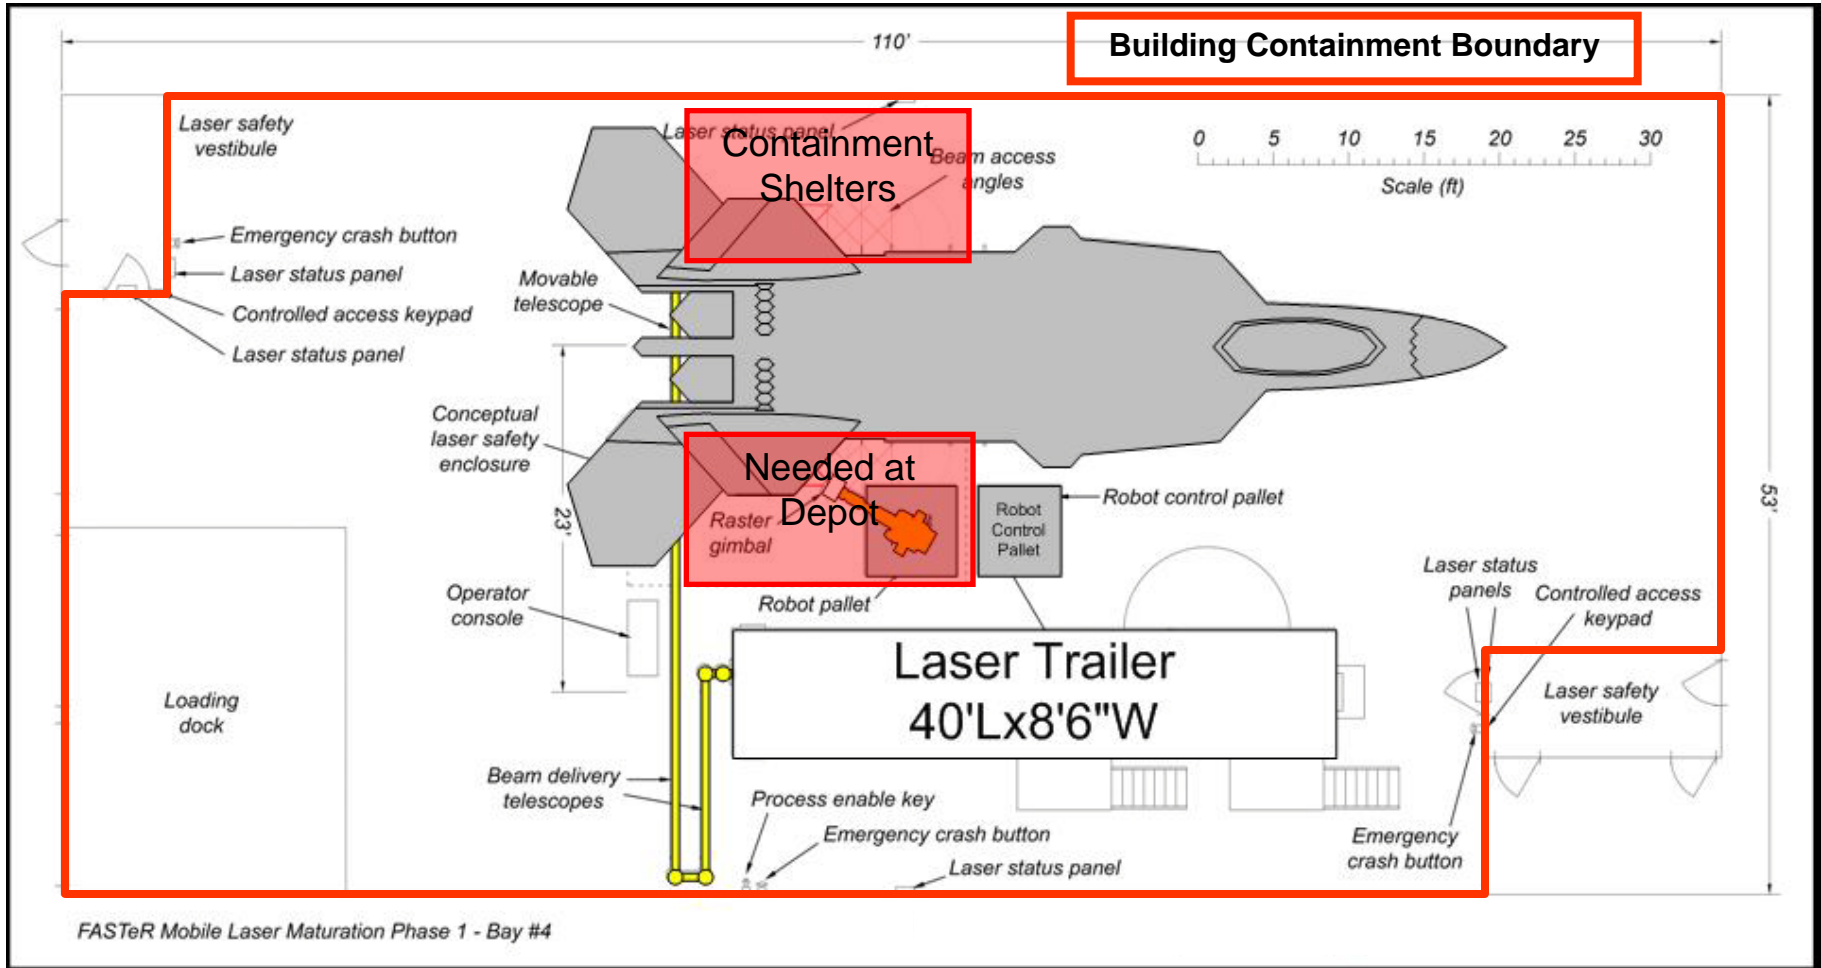 110'
Building Containment Boundary
Laser safety
vestibule
Laser status panel
Containment
Shelters
Beam access
angles
0 5 10 15 20 25 30
Scale (ft)
Emergency crash button
Laser status panel
Controlled access keypad
Laser status panel
Movable
telescope
Conceptual
laser safety
enclosure
23'
53'
Needed at
Depot
Raster
gimbal
Robot
Control
Pallet
Robot control pallet
Operator
console
Robot pallet
Laser status
panels
Controlled access
keypad
Laser Trailer
40'Lx8'6"W
Loading
dock
Laser safety
vestibule
Beam delivery
telescopes
Process enable key
Emergency crash button
Laser status panel
Emergency
crash button
FASTeR Mobile Laser Maturation Phase 1 - Bay #4